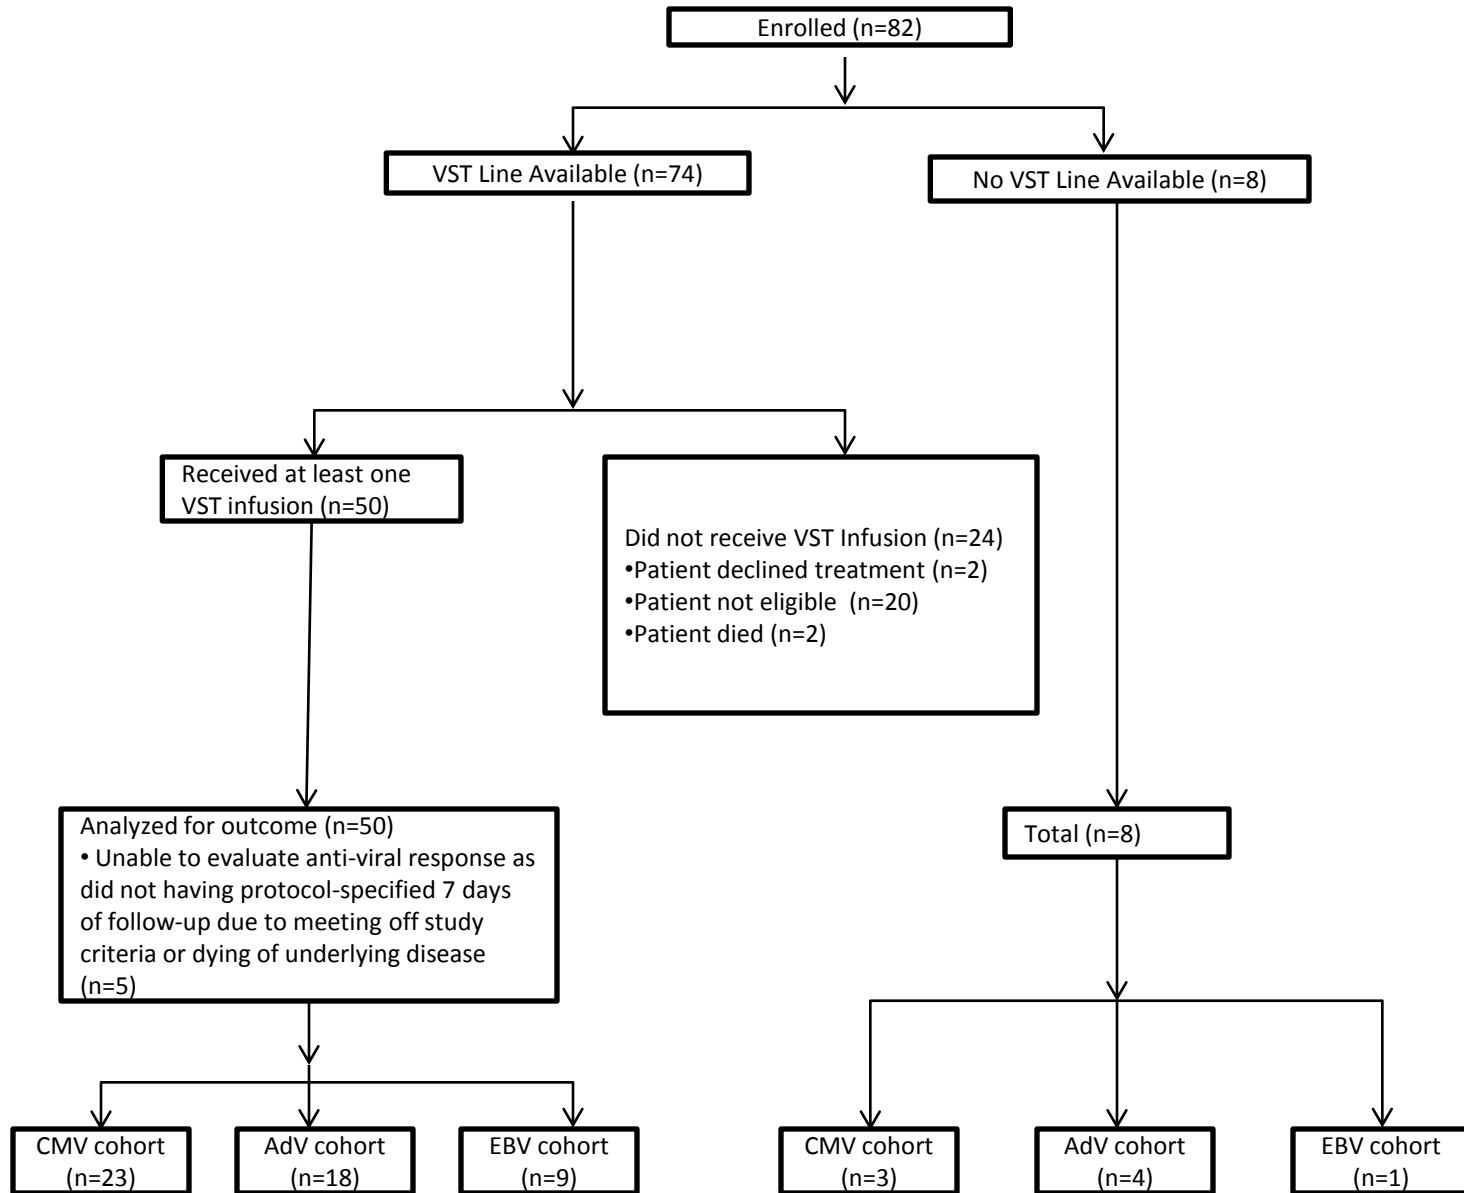 Enrolled (n=82)
VST Line Available (n=74)
No VST Line Available (n=8)
Received at least one
VST infusion (n=50)
Did not receive VST Infusion (n=24)
•Patient declined treatment (n=2)
•Patient not eligible (n=20)
•Patient died (n=2)
Analyzed for outcome (n=50)
• Unable to evaluate anti-viral response as
did not having protocol-specified 7 days
of follow-up due to meeting off study
criteria or dying of underlying disease
(n=5)
Total (n=8)
CMV cohort
(n=23)
AdV cohort
(n=18)
EBV cohort
(n=9)
CMV cohort
(n=3)
AdV cohort
(n=4)
EBV cohort
(n=1)